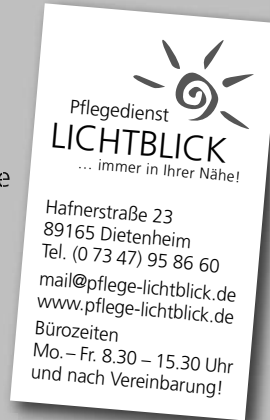 Pflegedienst
LICHTBLICK
... immer in Ihrer Nähe!
Hafnerstraße 23
89165 Dietenheim
Tel. (0 73 47) 95 86 60
mail@pflege-lichtblick.de
www.pflege-lichtblick.de
Bürozeiten
Mo. – Fr. 8.30 – 15.30 Uhr
und nach Vereinbarung!